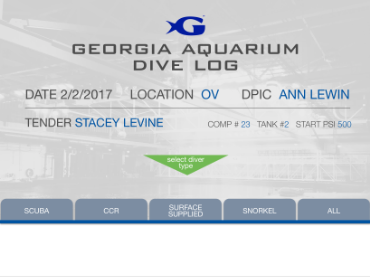 G
GEORGIA AQUARIUM
DIVE LOG
DATE 2/2/2017 LOCATION OV DPIC ANN LEWIN
TENDER STACEY LEVINE COMP # 23 TANK #2 START PSI 500
select diver
type
SCUBA CCR SURFACE SUPPLIED SNORKEL ALL